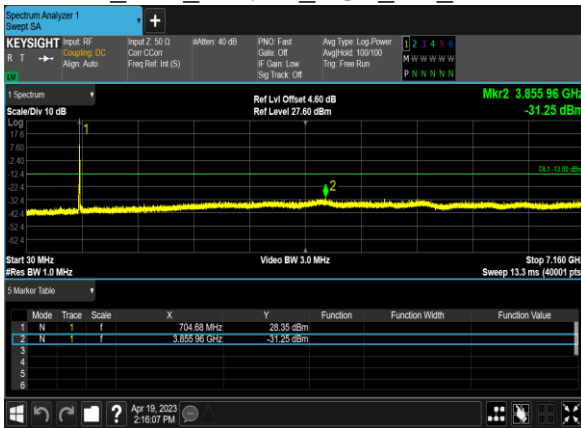 Spectrum Analyzer 1
Swept SA
KEYSIGHT Input: RF Input Z: 50 Ω #Atten: 40 dB PNO: Fast Avg Type: Log-Power 1 2 3 4 5 6
R T Coupling: DC Corr CCorr Gate: Off Avg|Hold: 100/100 M W W W W W
Align: Auto Freq Ref: Int (S) IF Gain: Low Trig: Free Run
LV Sig Track: Off P N N N N N
1 Spectrum Ref Lvl Offset 4.60 dB Mkr2 3.855 96 GHz
Scale/Div 10 dB Ref Level 27.60 dBm -31.25 dBm
Log
17.6 1
7.60
-2.40
-12.4 DL1 -13.00 dBm
-22.4
-32.4 2
-42.4
-52.4
-62.4
Start 30 MHz Video BW 3.0 MHz Stop 7.160 GHz
#Res BW 1.0 MHz Sweep 13.3 ms (40001 pts)
5 Marker Table
Mode Trace Scale X Y Function Function Width Function Value
1 N 1 f 704.68 MHz 28.35 dBm
2 N 1 f 3.855 96 GHz -31.25 dBm
3
4
5
6
? Apr 19, 2023
2:16:07 PM